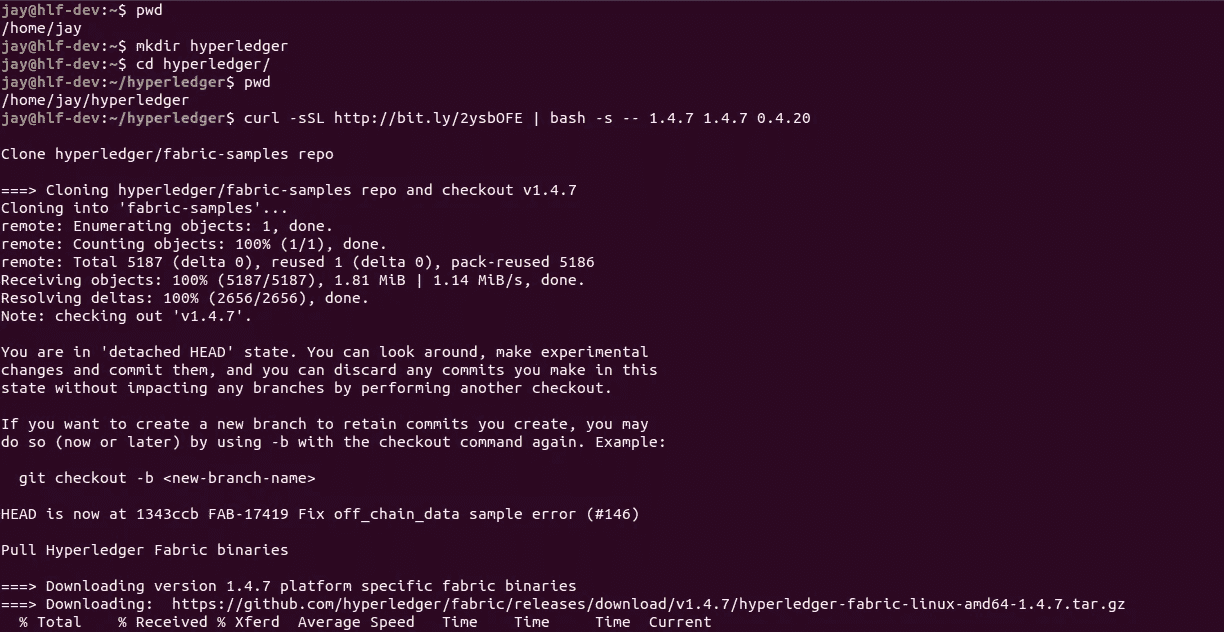 jay@hlf-dev:~$ pwd
/home/jay
jay@hlf-dev:~$ mkdir hyperledger
jay@hlf-dev:~$ cd hyperledger/
jay@hlf-dev:~/hyperledger$ pwd
/home/jay/hyperledger
jay@hlf-dev:~/hyperledger$ curl -sSL http://bit.ly/2ysbOFE | bash -s -- 1.4.7 1.4.7 0.4.20
Clone hyperledger/fabric-samples repo
===> Cloning hyperledger/fabric-samples repo and checkout v1.4.7
Cloning into 'fabric-samples'...
remote: Enumerating objects: 1, done.
remote: Counting objects: 100% (1/1), done.
remote: Total 5187 (delta 0), reused 1 (delta 0), pack-reused 5186
Receiving objects: 100% (5187/5187), 1.81 MiB | 1.14 MiB/s, done.
Resolving deltas: 100% (2656/2656), done.
Note: checking out 'v1.4.7'.
You are in 'detached HEAD' state. You can look around, make experimental
changes and commit them, and you can discard any commits you make in this
state without impacting any branches by performing another checkout.
If you want to create a new branch to retain commits you create, you may
do so (now or later) by using -b with the checkout command again. Example:
git checkout -b <new-branch-name>
HEAD is now at 1343ccb FAB-17419 Fix off_chain_data sample error (#146)
Pull Hyperledger Fabric binaries
===> Downloading version 1.4.7 platform specific fabric binaries
===> Downloading:  https://github.com/hyperledger/fabric/releases/download/v1.4.7/hyperledger-fabric-linux-amd64-1.4.7.tar.gz
% Total    % Received % Xferd  Average Speed   Time    Time     Time  Current